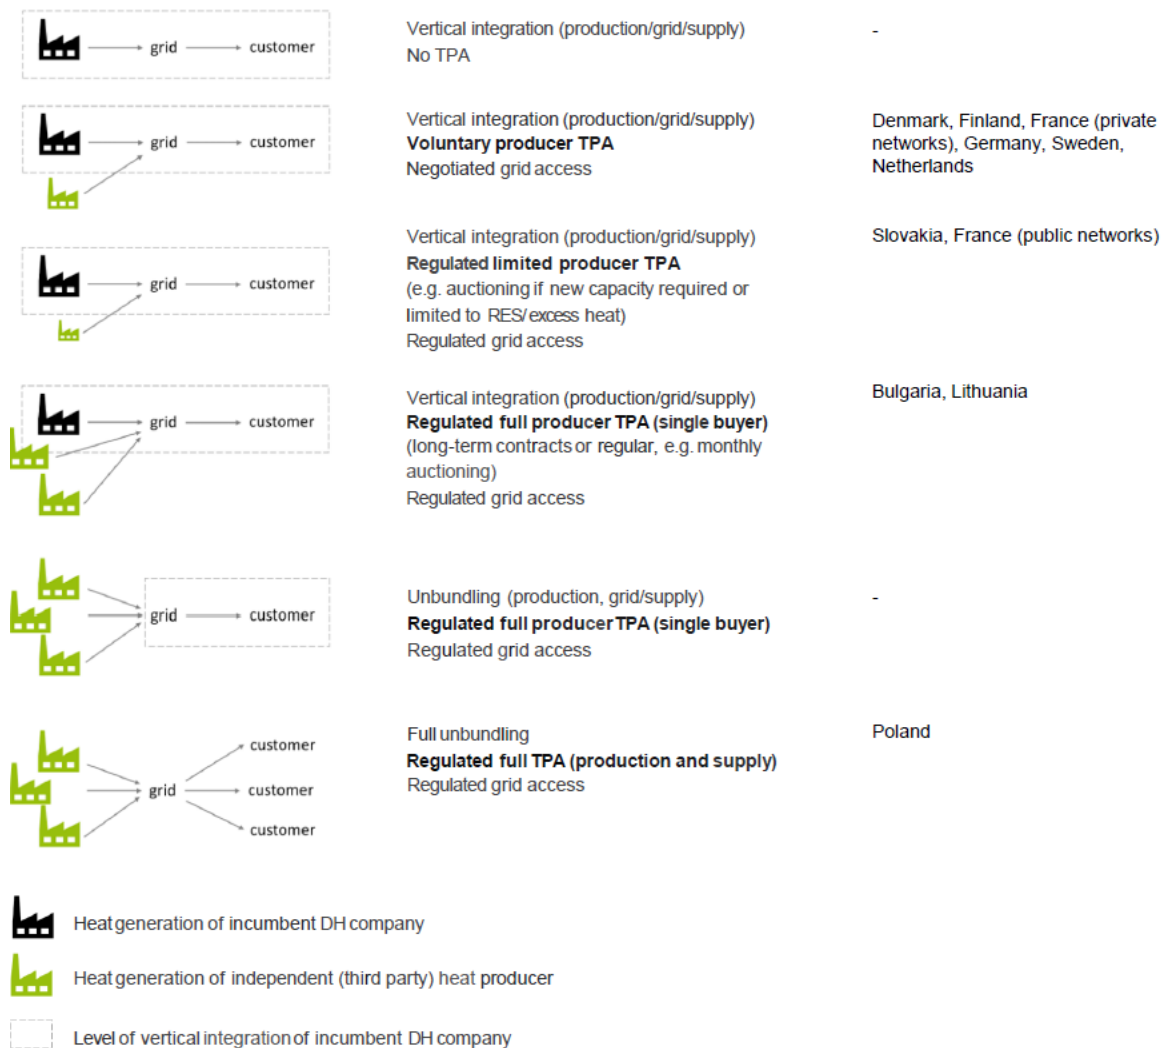 grid customer
Vertical integration (production/grid/supply)
No TPA
-
grid customer
Vertical integration (production/grid/supply)
Voluntary producer TPA
Negotiated grid access
Denmark, Finland, France (private
networks), Germany, Sweden,
Netherlands
grid customer
Vertical integration (production/grid/supply)
Regulated limited producer TPA
(e.g. auctioning if new capacity required or
limited to RES/excess heat)
Regulated grid access
Slovakia, France (public networks)
grid customer
Vertical integration (production/grid/supply)
Regulated full producer TPA (single buyer)
(long-term contracts or regular, e.g. monthly
auctioning)
Regulated grid access
Bulgaria, Lithuania
grid customer
Unbundling (production, grid/supply)
Regulated full producer TPA (single buyer)
Regulated grid access
-
customer
grid customer
customer
Full unbundling
Regulated full TPA (production and supply)
Regulated grid access
Poland
Heat generation of incumbent DH company
Heat generation of independent (third party) heat producer
Level of vertical integration of incumbent DH company